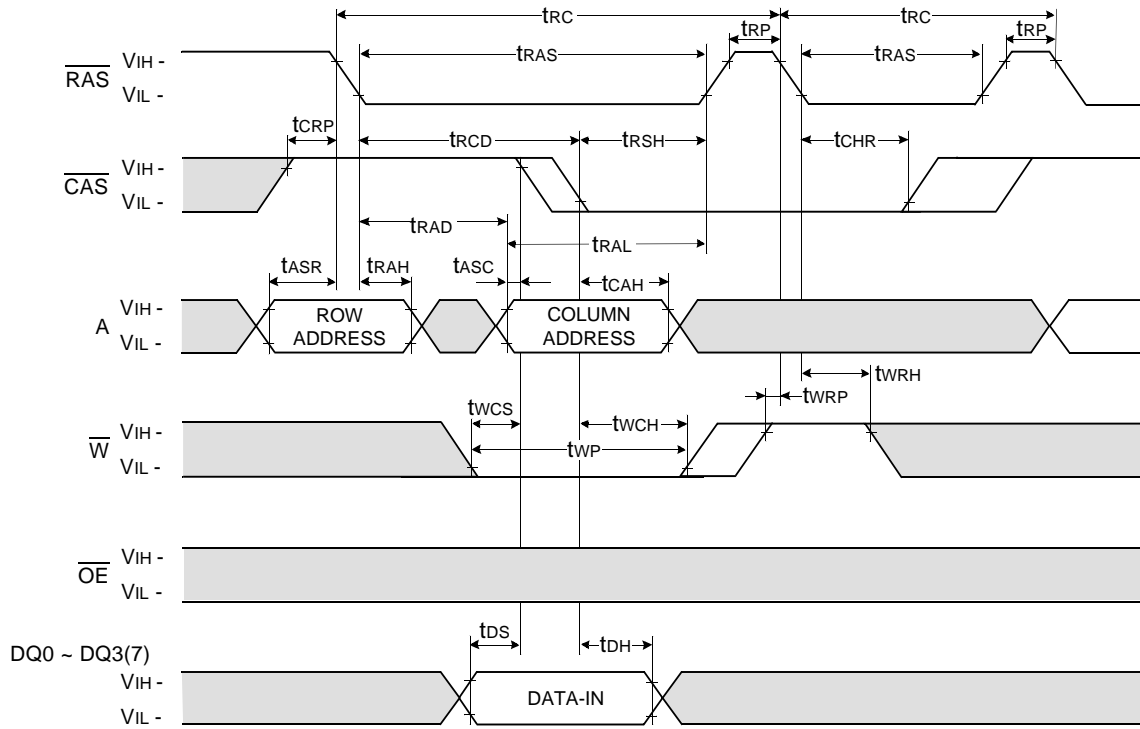 tRC tRC
tRP tRP
tRAS tRAS
RAS VIH -
VIL -
tCRP tRCD tRSH tCHR
CAS VIH -
VIL -
tRAD
tRAL
tASR tRAH tASC tCAH
A VIH -
VIL -
ROW
ADDRESS
COLUMN
ADDRESS
tWRH
tWRP
tWCS tWCH
tWP
W VIH -
VIL -
OE VIH -
VIL -
tDS tDH
DQ0 ~ DQ3(7)
VIH -
VIL -
DATA-IN